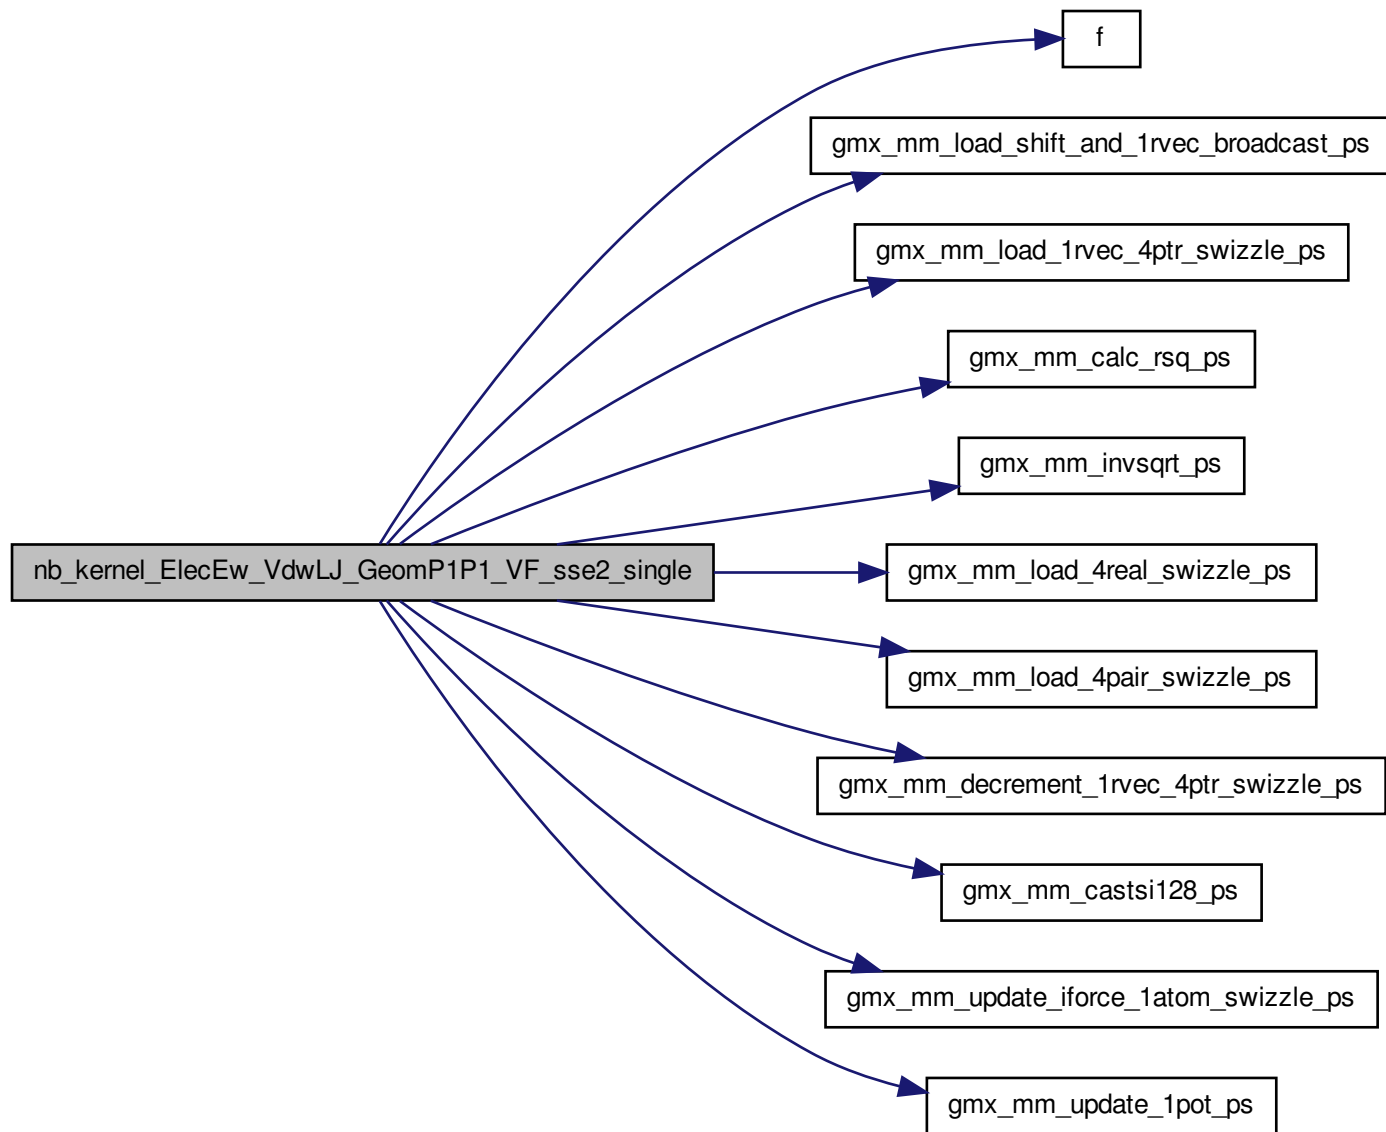 f
gmx_mm_load_shift_and_1rvec_broadcast_ps
gmx_mm_load_1rvec_4ptr_swizzle_ps
gmx_mm_calc_rsq_ps
gmx_mm_invsqrt_ps
nb_kernel_ElecEw_VdwLJ_GeomP1P1_VF_sse2_single
gmx_mm_load_4real_swizzle_ps
gmx_mm_load_4pair_swizzle_ps
gmx_mm_decrement_1rvec_4ptr_swizzle_ps
gmx_mm_castsi128_ps
gmx_mm_update_iforce_1atom_swizzle_ps
gmx_mm_update_1pot_ps